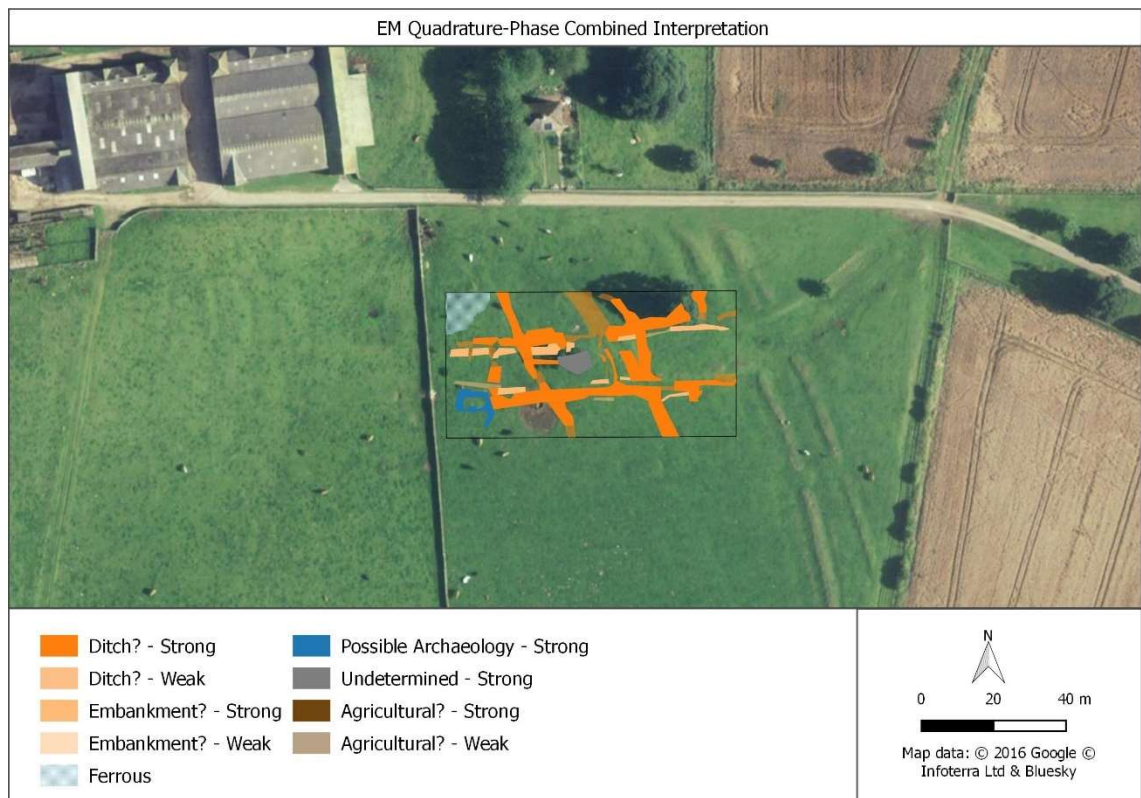 EM Quadrature-Phase Combined Interpretation
Ditch? - Strong
Ditch? - Weak
Embankment? - Strong
Embankment? - Weak
Ferrous
Possible Archaeology - Strong
Undetermined - Strong
Agricultural? - Strong
Agricultural? - Weak
N
0 20 40 m
Map data: © 2016 Google ©
Infoterra Ltd & Bluesky